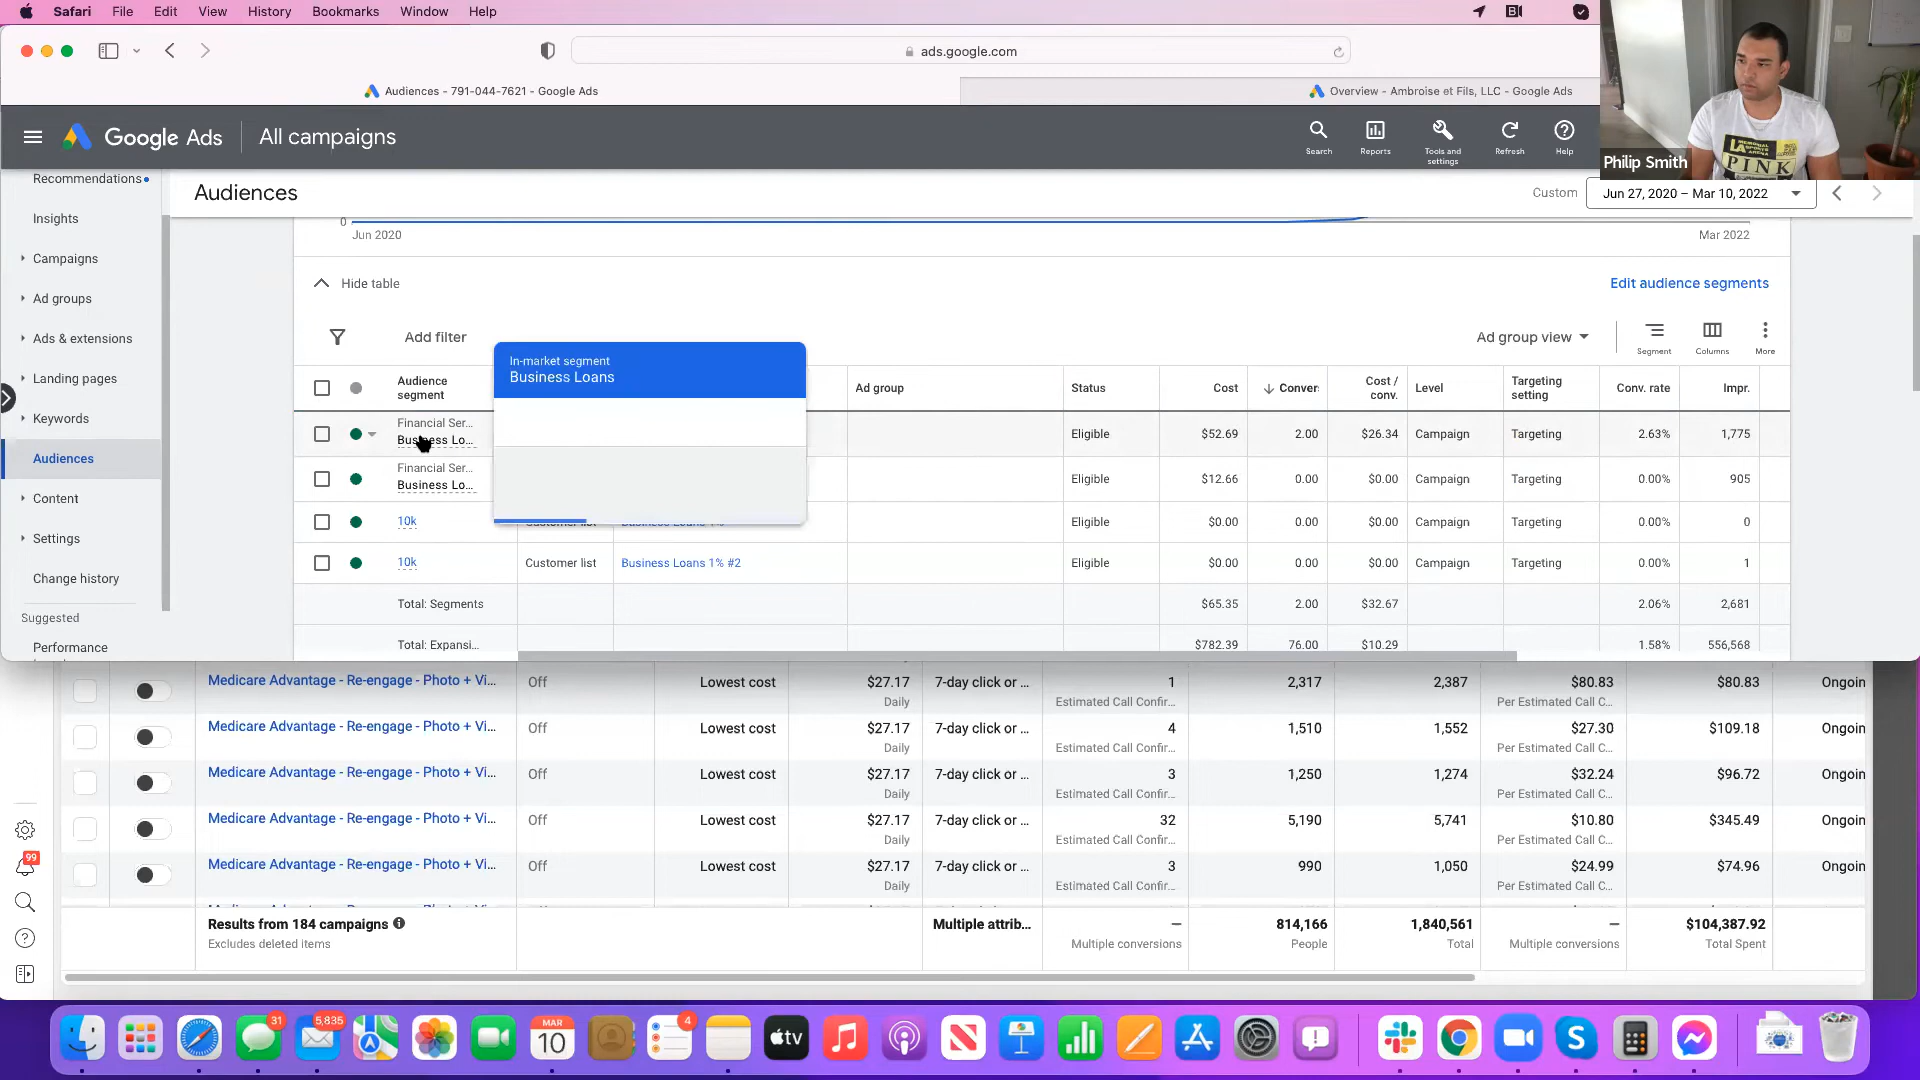 Safari File Edit View History Bookmarks Window Help
ads.google.com
Audiences - 791-044-7621 - Google Ads
Overview - Ambroise et Fils, LLC - Google Ads
Google Ads All campaigns
Search Reports Tools and settings Refresh Help
Philip Smith
PINK
Recommendations
Insights
Campaigns
Ad groups
Ads & extensions
Landing pages
Keywords
Audiences
Content
Settings
Change history
Suggested
Performance
Audiences
Custom Jun 27, 2020 – Mar 10, 2022
0
Jun 2020 Mar 2022
Hide table Edit audience segments
Add filter Ad group view Segment Columns More
In-market segment
Business Loans
Audience segment Ad group Status Cost Conver Cost / conv. Level Targeting setting Conv. rate Impr.
Financial Ser...
Business Lo... Eligible $52.69 2.00 $26.34 Campaign Targeting 2.63% 1,775
Financial Ser...
Business Lo... Eligible $12.66 0.00 $0.00 Campaign Targeting 0.00% 905
10k Customer list Eligible $0.00 0.00 $0.00 Campaign Targeting 0.00% 0
10k Customer list Business Loans 1% #2 Eligible $0.00 0.00 $0.00 Campaign Targeting 0.00% 1
Total: Segments $65.35 2.00 $32.67 2.06% 2,681
Total: Expansi... $782.39 76.00 $10.29 1.58% 556,568
Medicare Advantage - Re-engage - Photo + Vi... Off Lowest cost $27.17 7-day click or ... 1 2,317 2,387 $80.83 $80.83 Ongoin
Daily Estimated Call Confir... Per Estimated Call C...
Medicare Advantage - Re-engage - Photo + Vi... Off Lowest cost $27.17 7-day click or ... 4 1,510 1,552 $27.30 $109.18 Ongoin
Daily Estimated Call Confir... Per Estimated Call C...
Medicare Advantage - Re-engage - Photo + Vi... Off Lowest cost $27.17 7-day click or ... 3 1,250 1,274 $32.24 $96.72 Ongoin
Daily Estimated Call Confir... Per Estimated Call C...
Medicare Advantage - Re-engage - Photo + Vi... Off Lowest cost $27.17 7-day click or ... 32 5,190 5,741 $10.80 $345.49 Ongoin
Daily Estimated Call Confir... Per Estimated Call C...
Medicare Advantage - Re-engage - Photo + Vi... Off Lowest cost $27.17 7-day click or ... 3 990 1,050 $24.99 $74.96 Ongoin
Daily Estimated Call Confir... Per Estimated Call C...
Results from 184 campaigns Multiple attrib... — 814,166 1,840,561 — $104,387.92
Excludes deleted items Multiple conversions People Total Multiple conversions Total Spent
99
31 5,835 MAR 10 4 tv